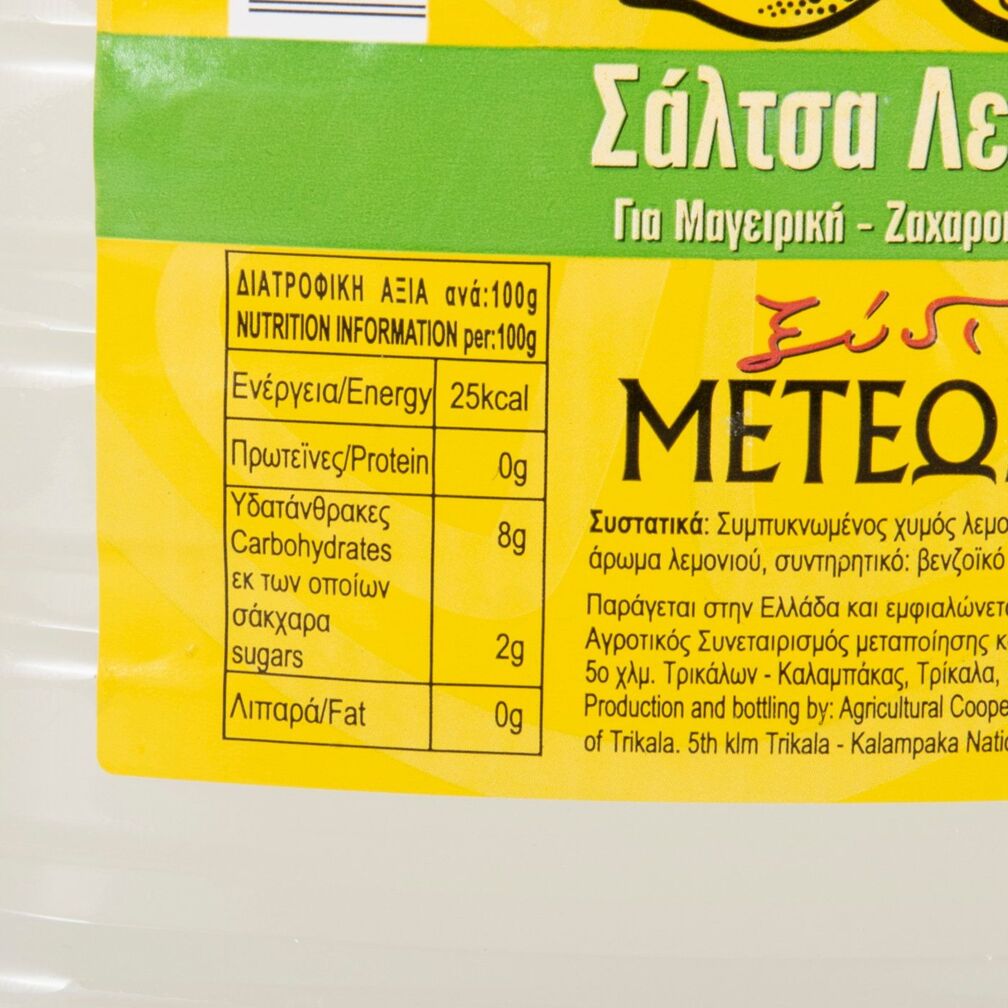 Σάλτσα Λε
Για Μαγειρική - Ζαχαρο
ΔΙΑΤΡΟΦΙΚΗ ΑΞΙΑ ανά:100g
NUTRITION INFORMATION per:100g
Ενέργεια/Energy 25kcal
Πρωτεϊνες/Protein 0g
Υδατάνθρακες
Carbohydrates 8g
εκ των οποίων
σάκχαρα
sugars 2g
Λιπαρά/Fat 0g
ξύδι
ΜΕΤΕΩ
Συστατικά: Συμπυκνωμένος χυμός λεμο
άρωμα λεμονιού, συντηρητικό: βενζοϊκό
Παράγεται στην Ελλάδα και εμφιαλώνετ
Αγροτικός Συνεταιρισμός μεταποίησης κ
5ο χλμ. Τρικάλων - Καλαμπάκας, Τρίκαλα,
Production and bottling by: Agricultural Coope
of Trikala. 5th klm Trikala - Kalampaka Natio